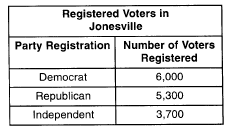 Registered Voters in
Jonesville
Party Registration Number of Voters
Registered
Democrat 6,000
Republican 5,300
Independent 3,700